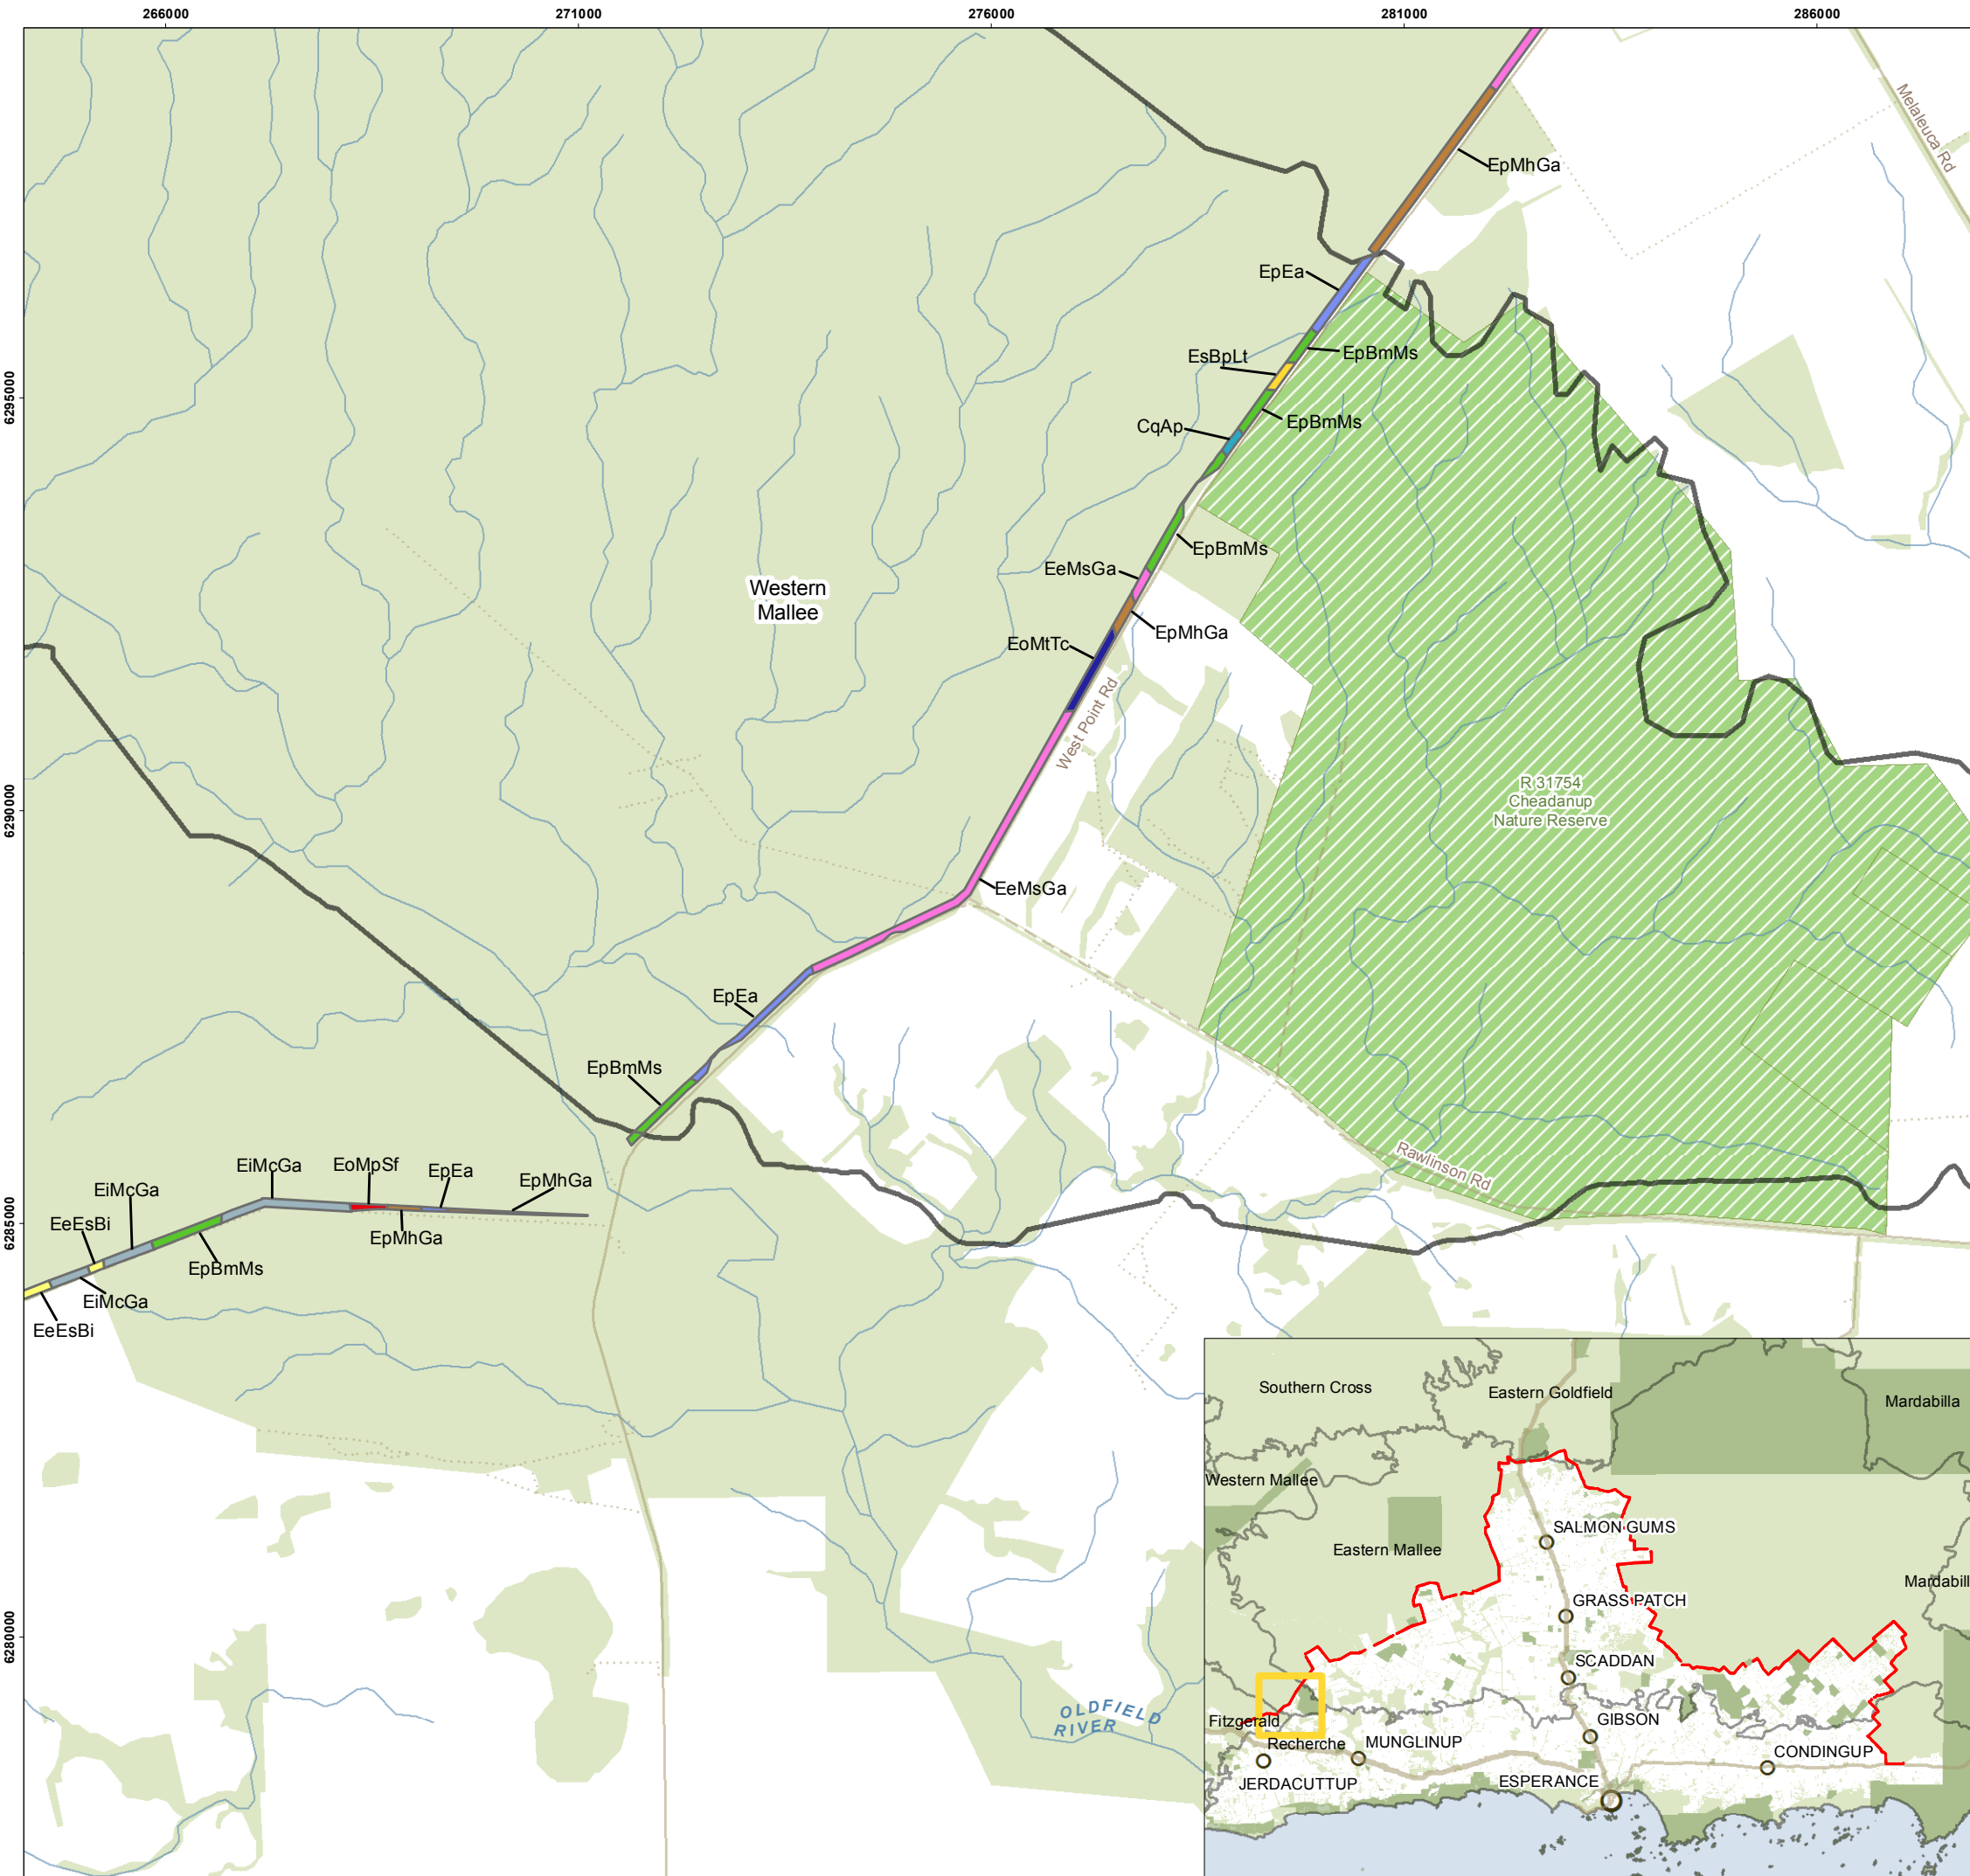 266000
271000
276000
281000
286000
Melaleuca Rd
EpMhGa
EpEa
EpBmMs
EsBpLt
6295000
EpBmMs
CqAp
EpBmMs
EeMsGa
Western
Mallee
EpMhGa
EoMtTc
West Point Rd
R 31754
Cheadanup
Nature Reserve
6290000
EeMsGa
EpEa
EpBmMs
Rawlinson Rd
EiMcGa
EoMpSf
EpEa
EpMhGa
EiMcGa
EeEsBi
EpMhGa
6285000
EpBmMs
EiMcGa
EeEsBi
6280000
OLDFIELD
RIVER
Southern Cross
Eastern Goldfield
Mardabilla
Western Mallee
SALMON GUMS
Eastern Mallee
Mardabill
GRASS PATCH
SCADDAN
Fitzgerald
GIBSON
Recherche
MUNGLINUP
CONDINGUP
JERDACUTTUP
ESPERANCE